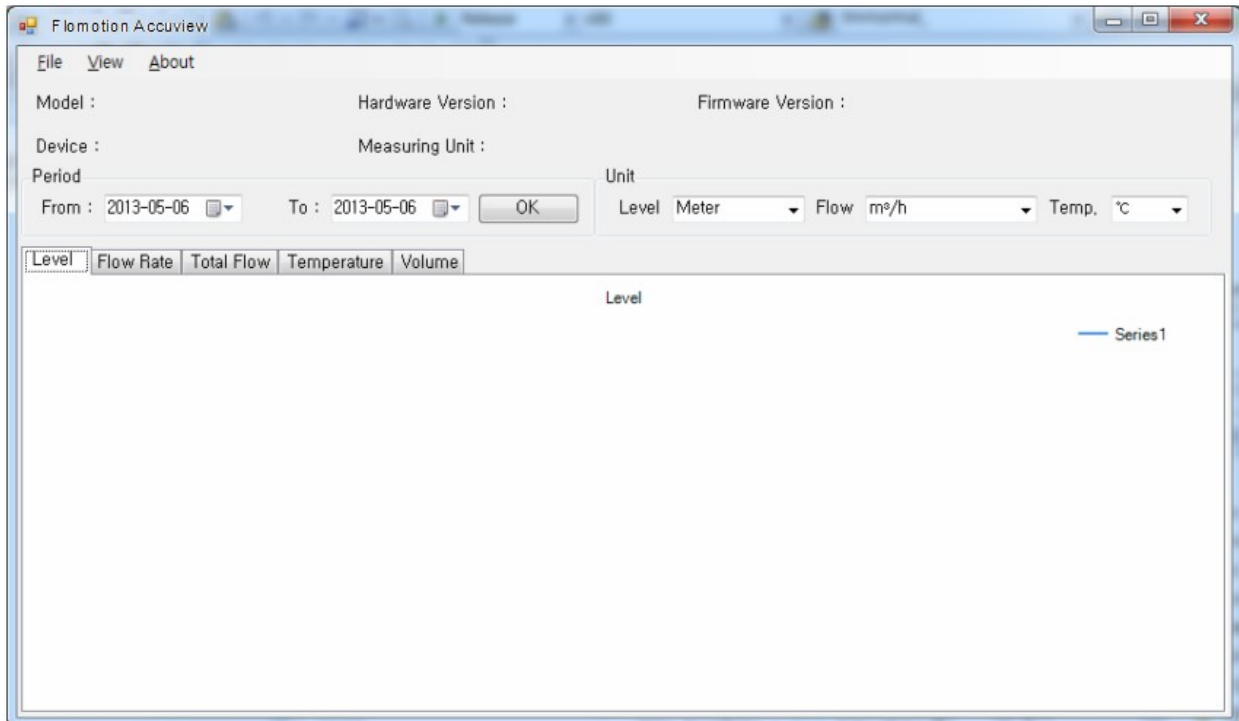 Flomotion Accuview
File View About
Model : Hardware Version : Firmware Version :
Device : Measuring Unit :
Period Unit
From : 2013-05-06 To : 2013-05-06 OK Level Meter Flow m³/h Temp. ℃
Level Flow Rate Total Flow Temperature Volume
Level
Series1